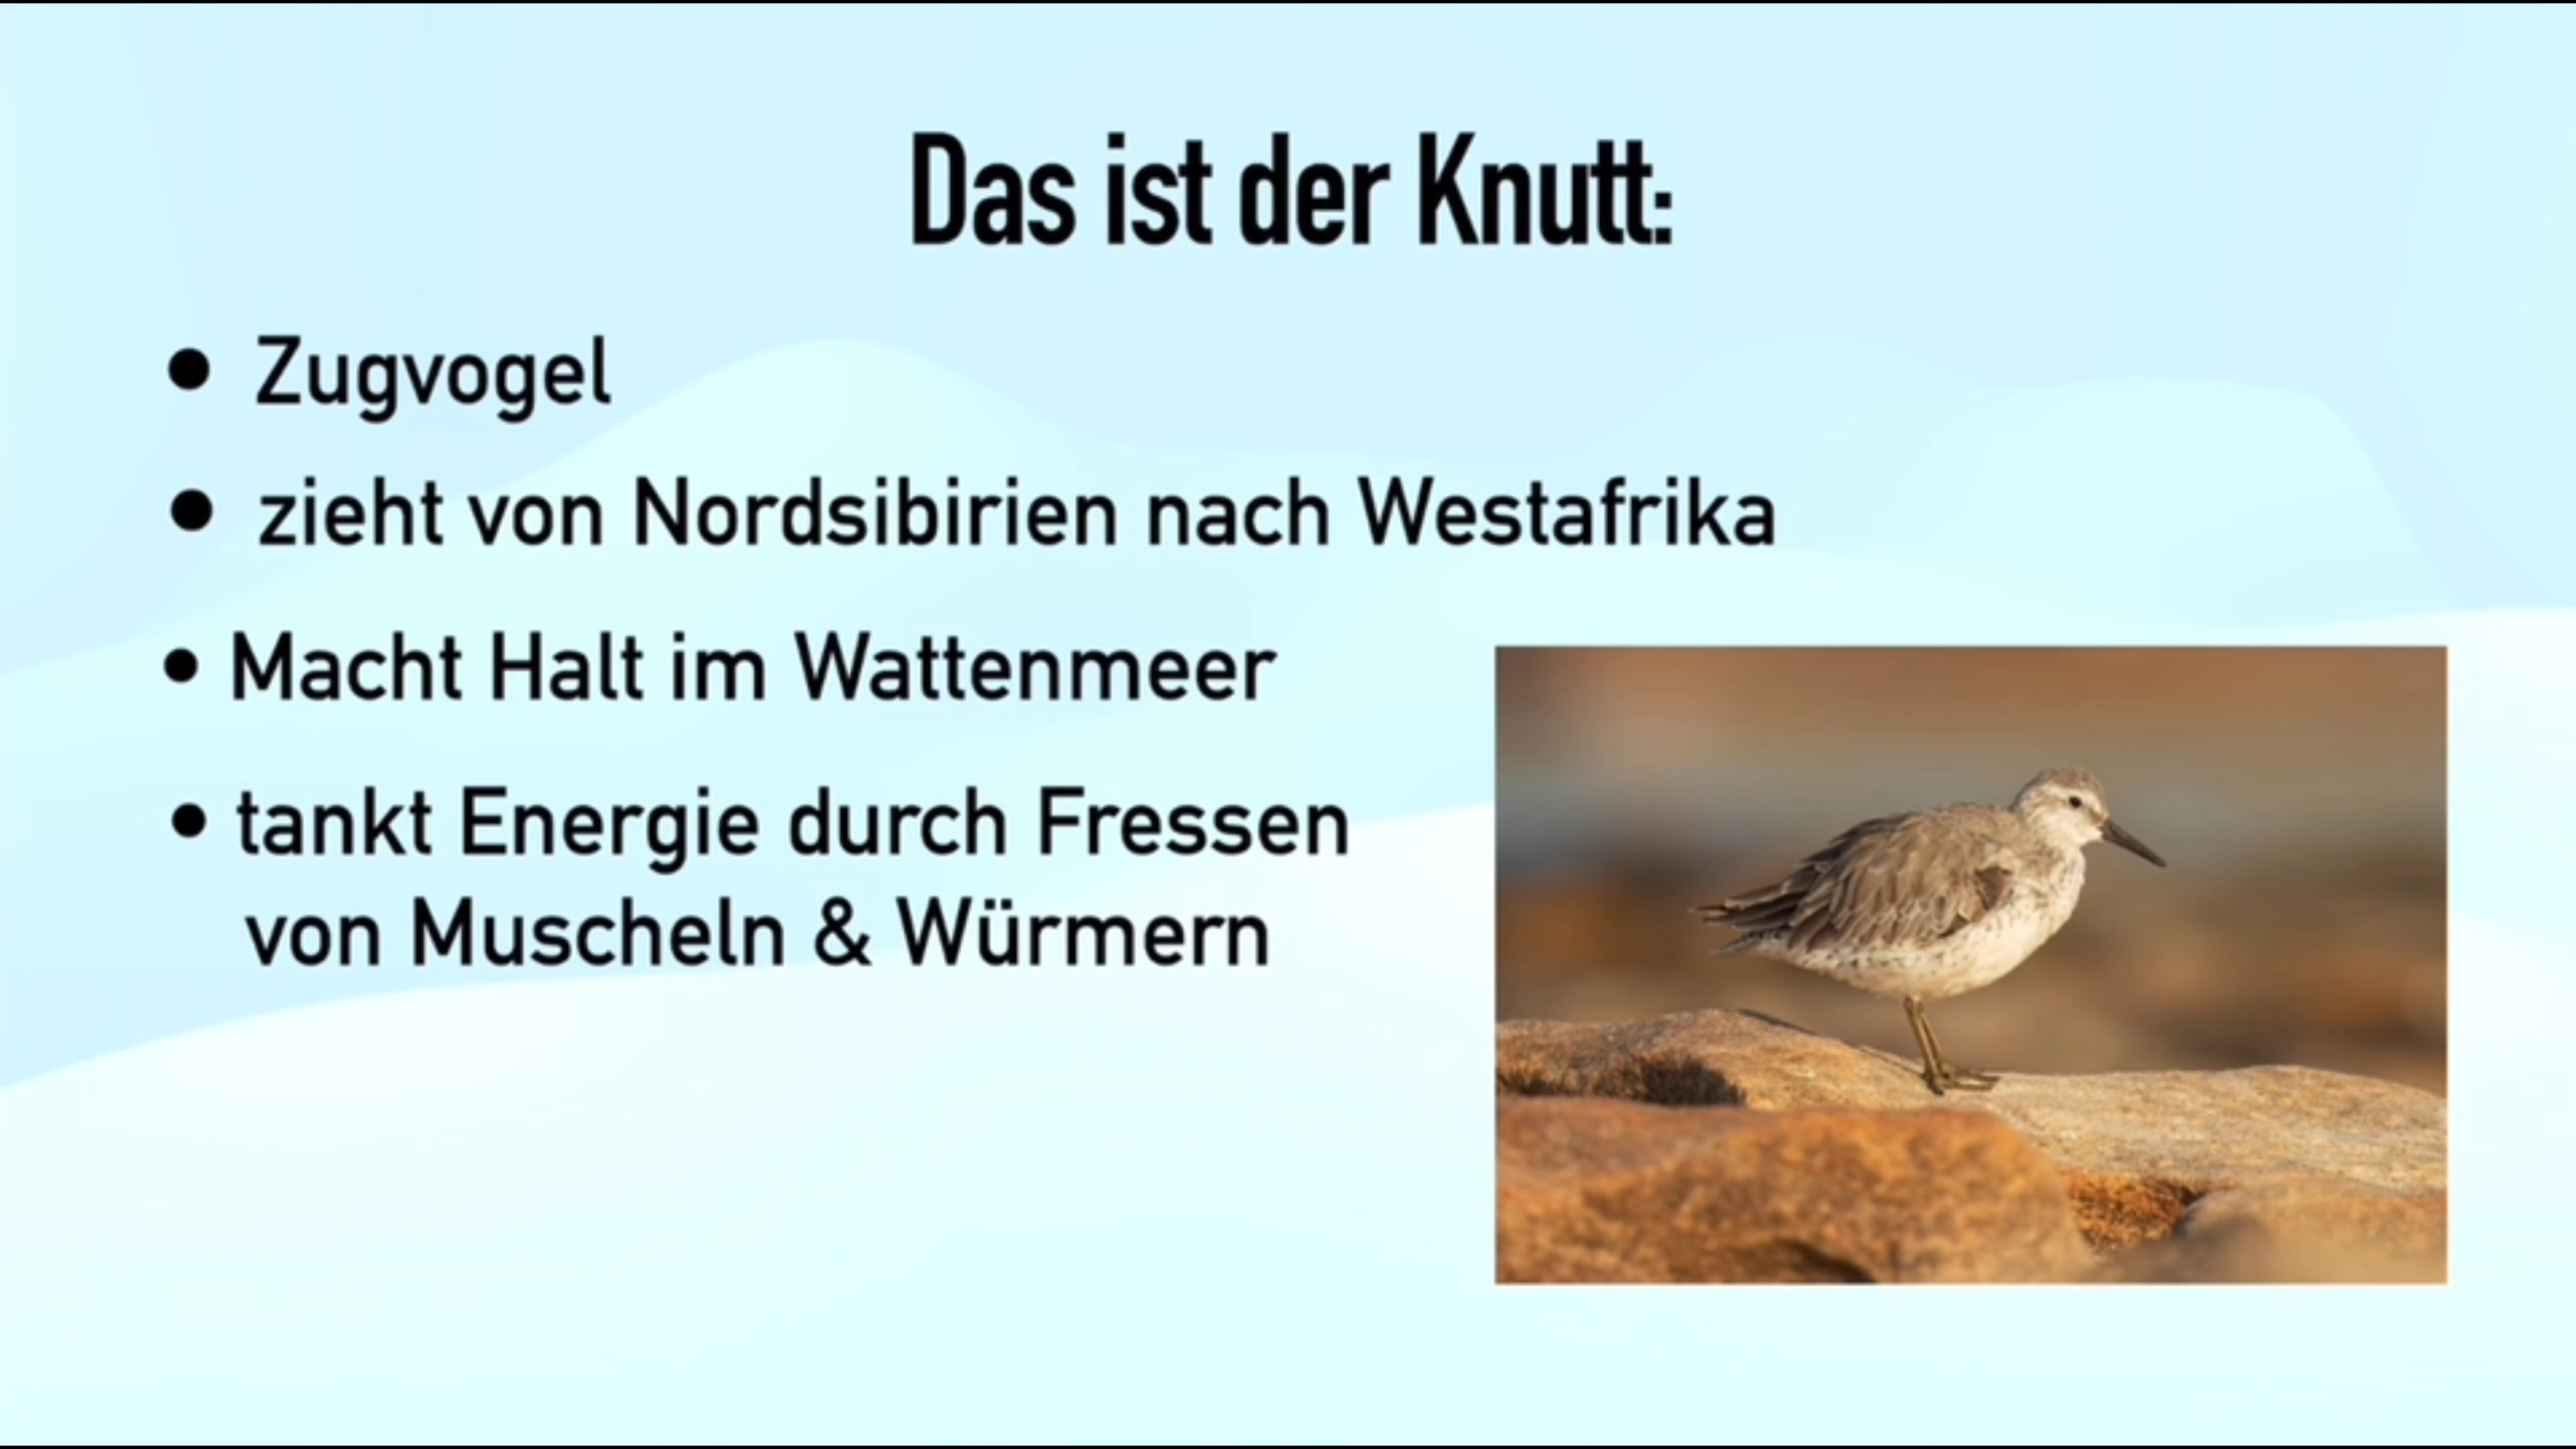 Das ist der Knutt:
• Zugvogel
• zieht von Nordsibirien nach Westafrika
• Macht Halt im Wattenmeer
• tankt Energie durch Fressen
von Muscheln & Würmern